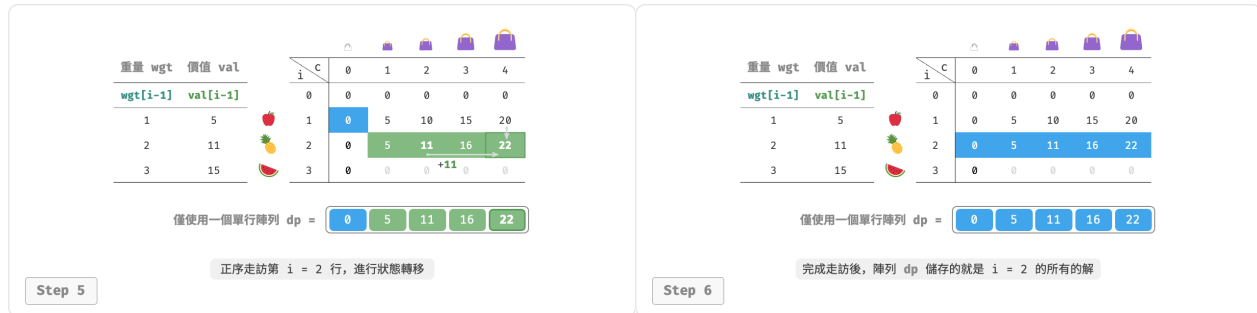 重量 wgt 價值 val
i C 0 1 2 3 4
wgt[i-1] val[i-1] 0 0 0 0 0 0
1 5 1 0 5 10 15 20
2 11 2 0 5 11 16 22
+11
3 15 3 0 0 0 0 0
僅使用一個單行陣列 dp = 0 5 11 16 22
正序走訪第 i = 2 行，進行狀態轉移
Step 5
重量 wgt 價值 val
i C 0 1 2 3 4
wgt[i-1] val[i-1] 0 0 0 0 0 0
1 5 1 0 5 10 15 20
2 11 2 0 5 11 16 22
3 15 3 0 0 0 0 0
僅使用一個單行陣列 dp = 0 5 11 16 22
完成走訪後，陣列 dp 儲存的就是 i = 2 的所有的解
Step 6